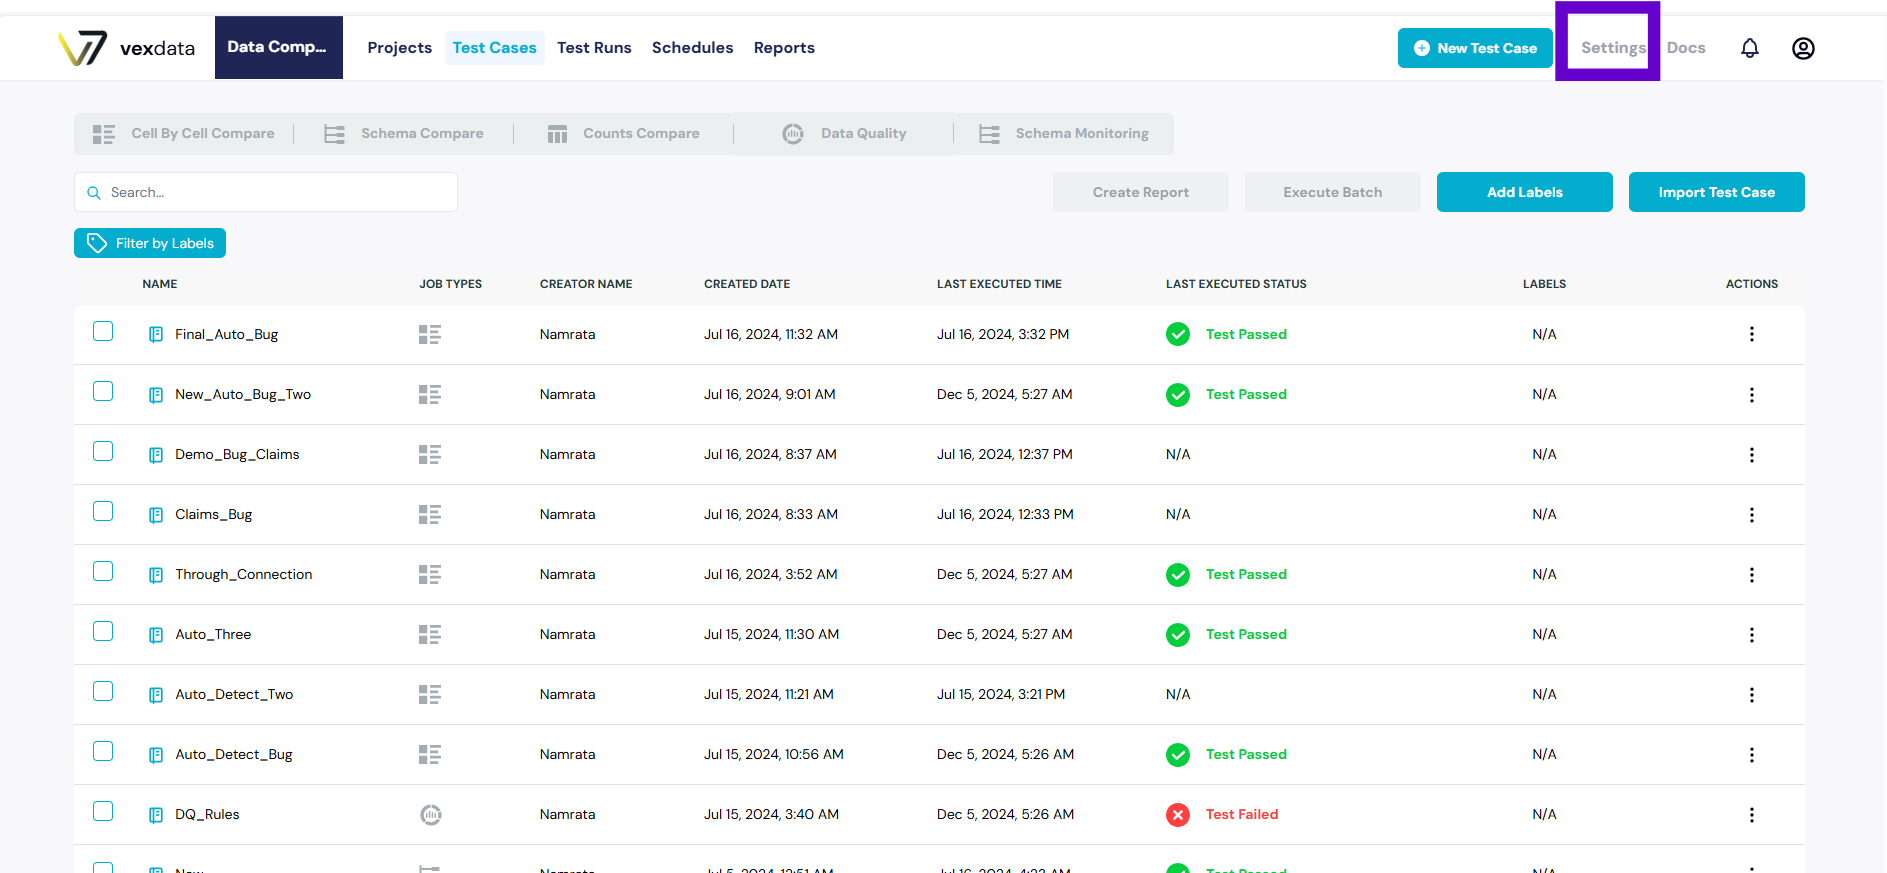 vexdata Data Comp... Projects Test Cases Test Runs Schedules Reports New Test Case Settings Docs
Cell By Cell Compare Schema Compare Counts Compare Data Quality Schema Monitoring
Search... Create Report Execute Batch Add Labels Import Test Case
Filter by Labels
NAME JOB TYPES CREATOR NAME CREATED DATE LAST EXECUTED TIME LAST EXECUTED STATUS LABELS ACTIONS
Final_Auto_Bug Namrata Jul 16, 2024, 11:32 AM Jul 16, 2024, 3:32 PM Test Passed N/A
New_Auto_Bug_Two Namrata Jul 16, 2024, 9:01 AM Dec 5, 2024, 5:27 AM Test Passed N/A
Demo_Bug_Claims Namrata Jul 16, 2024, 8:37 AM Jul 16, 2024, 12:37 PM N/A N/A
Claims_Bug Namrata Jul 16, 2024, 8:33 AM Jul 16, 2024, 12:33 PM N/A N/A
Through_Connection Namrata Jul 16, 2024, 3:52 AM Dec 5, 2024, 5:27 AM Test Passed N/A
Auto_Three Namrata Jul 15, 2024, 11:30 AM Dec 5, 2024, 5:27 AM Test Passed N/A
Auto_Detect_Two Namrata Jul 15, 2024, 11:21 AM Jul 15, 2024, 3:21 PM N/A N/A
Auto_Detect_Bug Namrata Jul 15, 2024, 10:56 AM Dec 5, 2024, 5:26 AM Test Passed N/A
DQ_Rules Namrata Jul 15, 2024, 3:40 AM Dec 5, 2024, 5:26 AM Test Failed N/A